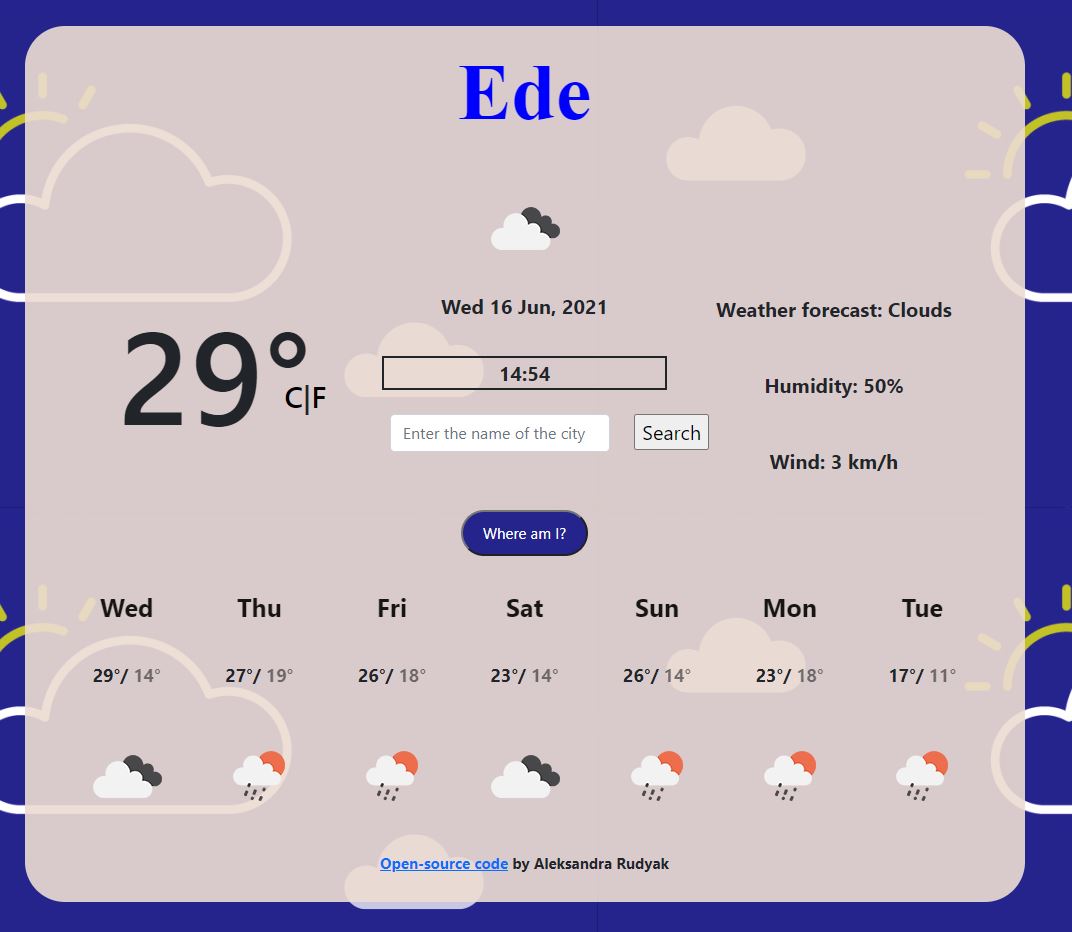 Ede
Wed 16 Jun, 2021
Weather forecast: Clouds
29°
C|F
14:54
Humidity: 50%
Enter the name of the city
Search
Wind: 3 km/h
Where am I?
Wed Thu Fri Sat Sun Mon Tue
29°/ 14° 27°/ 19° 26°/ 18° 23°/ 14° 26°/ 14° 23°/ 18° 17°/ 11°
Open-source code by Aleksandra Rudyak